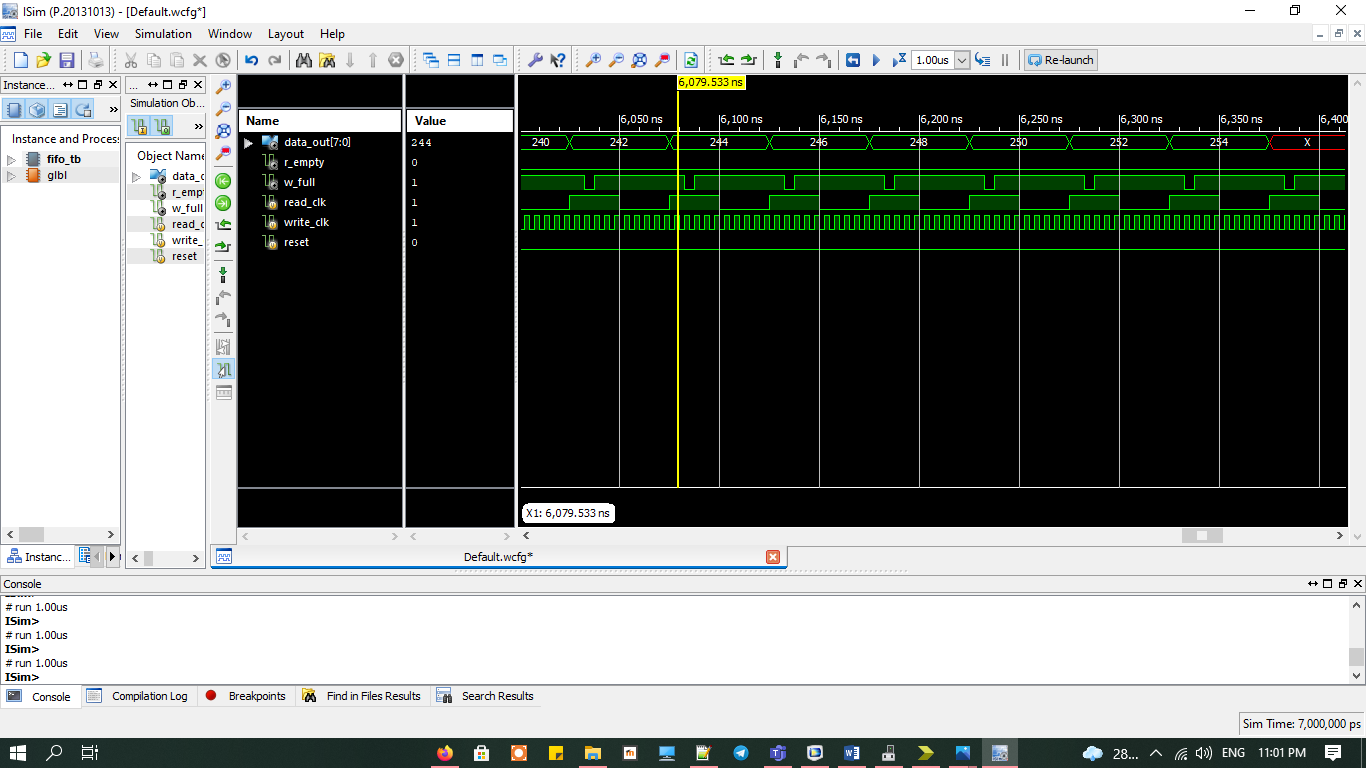 ISim (P.20131013) - [Default.wcfg*]
File Edit View Simulation Window Layout Help
1.00us
Re-launch
Instance...
...
Simulation Ob...
Instance and Proces
fifo_tb
glbl
Object Name
data_o
r_empt
w_full
read_c
write_
reset
Name
Value
data_out[7:0]
244
r_empty
0
w_full
1
read_clk
1
write_clk
1
reset
0
6,079.533 ns
6,050 ns 6,100 ns 6,150 ns 6,200 ns 6,250 ns 6,300 ns 6,350 ns 6,400
240 242 244 246 248 250 252 254 X
X1: 6,079.533 ns
Instanc...
Default.wcfg*
Console
# run 1.00us
ISim>
# run 1.00us
ISim>
# run 1.00us
ISim>
Console Compilation Log Breakpoints Find in Files Results Search Results
Sim Time: 7,000,000 ps
28... ENG 11:01 PM